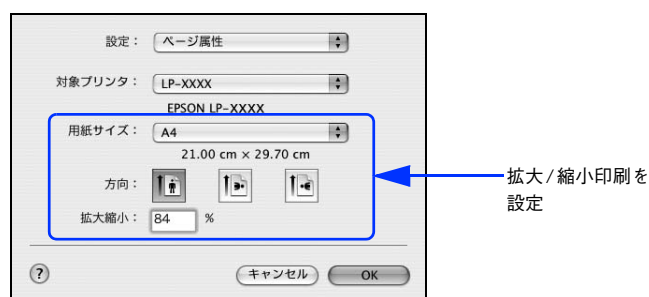 設定： ページ属性
対象プリンタ： LP-XXXX
EPSON LP-XXXX
用紙サイズ： A4
21.00 cm × 29.70 cm
方向：
拡大縮小： 84 %
拡大/縮小印刷を
設定
? キャンセル OK